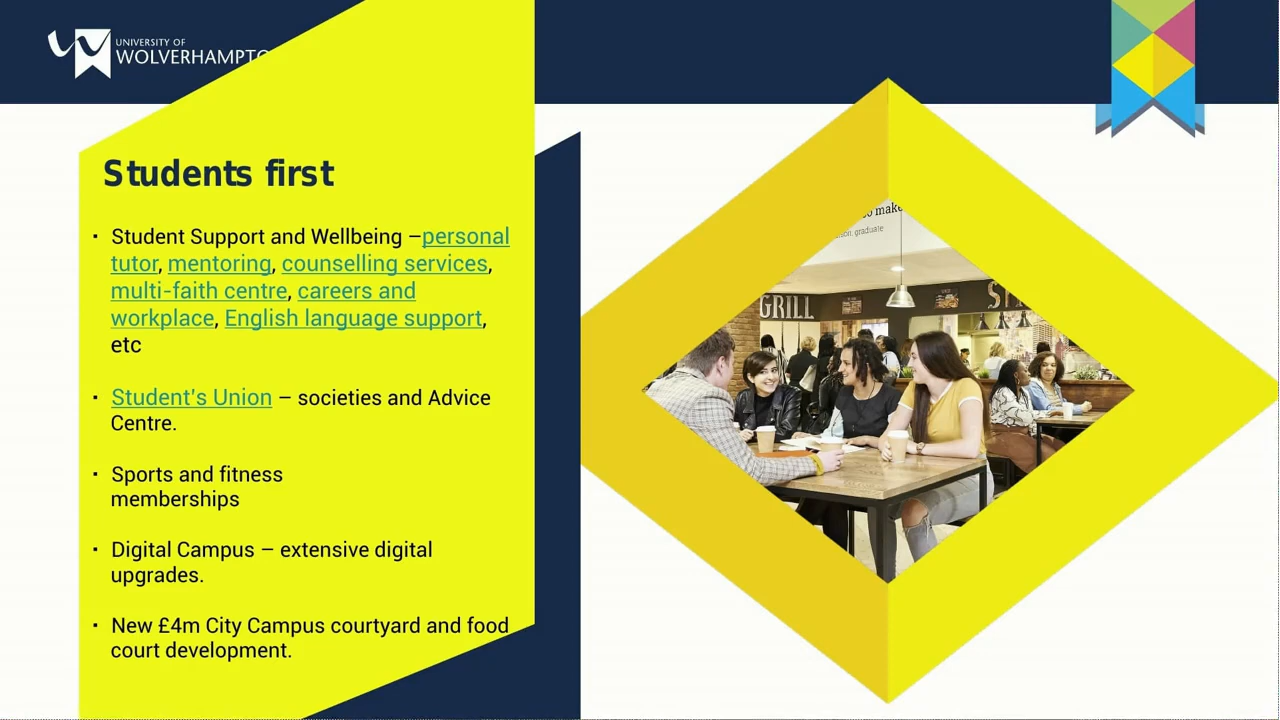 UNIVERSITY OF
WOLVERHAMPTO
Students first
▪ Student Support and Wellbeing –personal
tutor, mentoring, counselling services,
multi-faith centre, careers and
workplace, English language support,
etc
▪ Student's Union – societies and Advice
Centre.
▪ Sports and fitness
memberships
▪ Digital Campus – extensive digital
upgrades.
▪ New £4m City Campus courtyard and food
court development.
make
graduate
GRILL